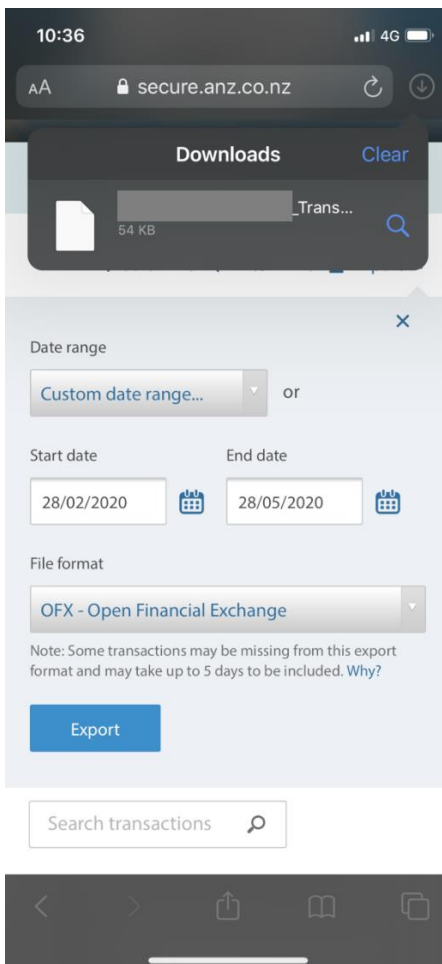 10:36
4G
AA secure.anz.co.nz
Downloads Clear
_Trans...
54 KB
×
Date range
Custom date range... or
Start date End date
28/02/2020 28/05/2020
File format
OFX - Open Financial Exchange
Note: Some transactions may be missing from this export
format and may take up to 5 days to be included. Why?
Export
Search transactions